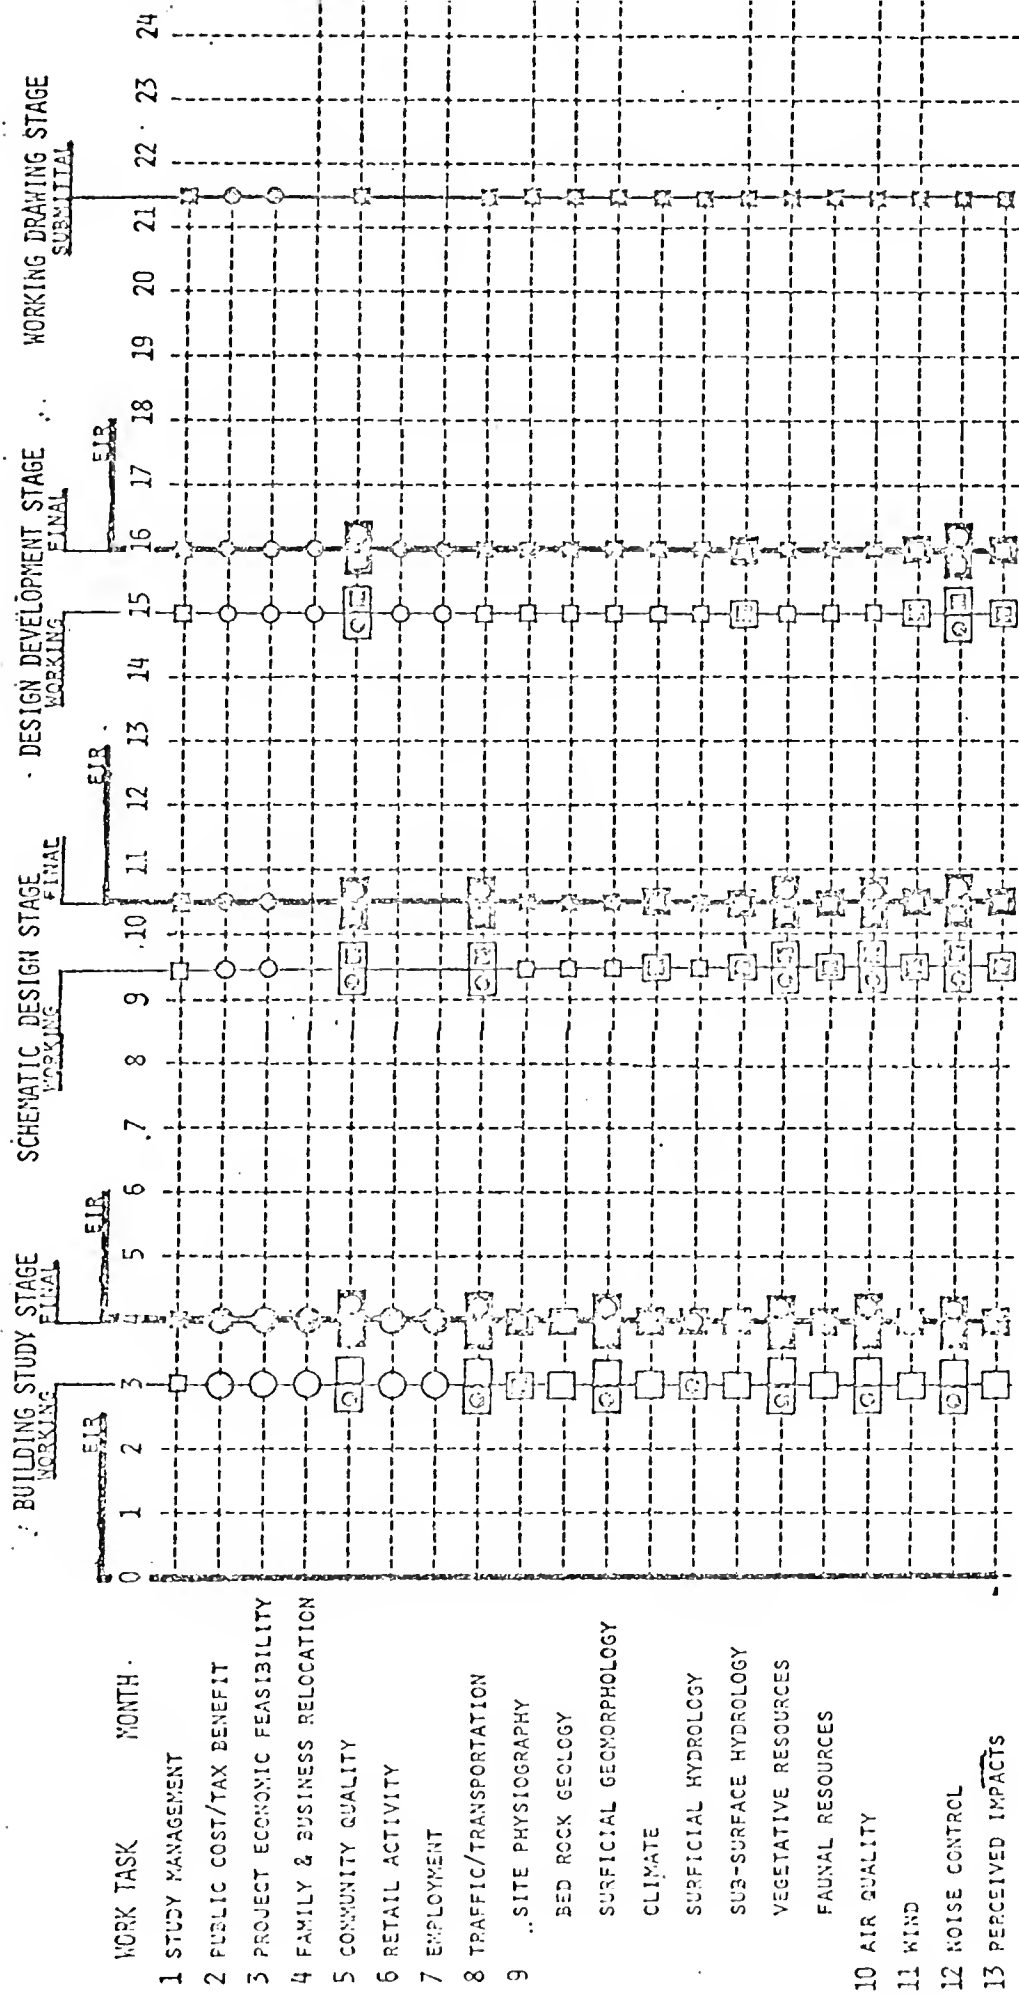 BUILDING STUDY STAGE
WORKING
FINAL
SCHEMATIC DESIGN STAGE
WORKING
FINAL
DESIGN DEVELOPMENT STAGE
WORKING
FINAL
WORKING DRAWING STAGE
SUBMITTAL
EIR
EIR
EIR
EIR
WORK TASK MONTH 0 1 2 3 4 5 6 7 8 9 10 11 12 13 14 15 16 17 18 19 20 21 22 23 24
1 STUDY MANAGEMENT
2 PUBLIC COST/TAX BENEFIT
3 PROJECT ECONOMIC FEASIBILITY
4 FAMILY & BUSINESS RELOCATION
5 COMMUNITY QUALITY
6 RETAIL ACTIVITY
7 EMPLOYMENT
8 TRAFFIC/TRANSPORTATION
9 SITE PHYSIOGRAPHY
BED ROCK GEOLOGY
SURFICIAL GEOMORPHOLOGY
CLIMATE
SURFICIAL HYDROLOGY
SUB-SURFACE HYDROLOGY
VEGETATIVE RESOURCES
FAUNAL RESOURCES
10 AIR QUALITY
11 WIND
12 NOISE CONTROL
13 PERCEIVED IMPACTS